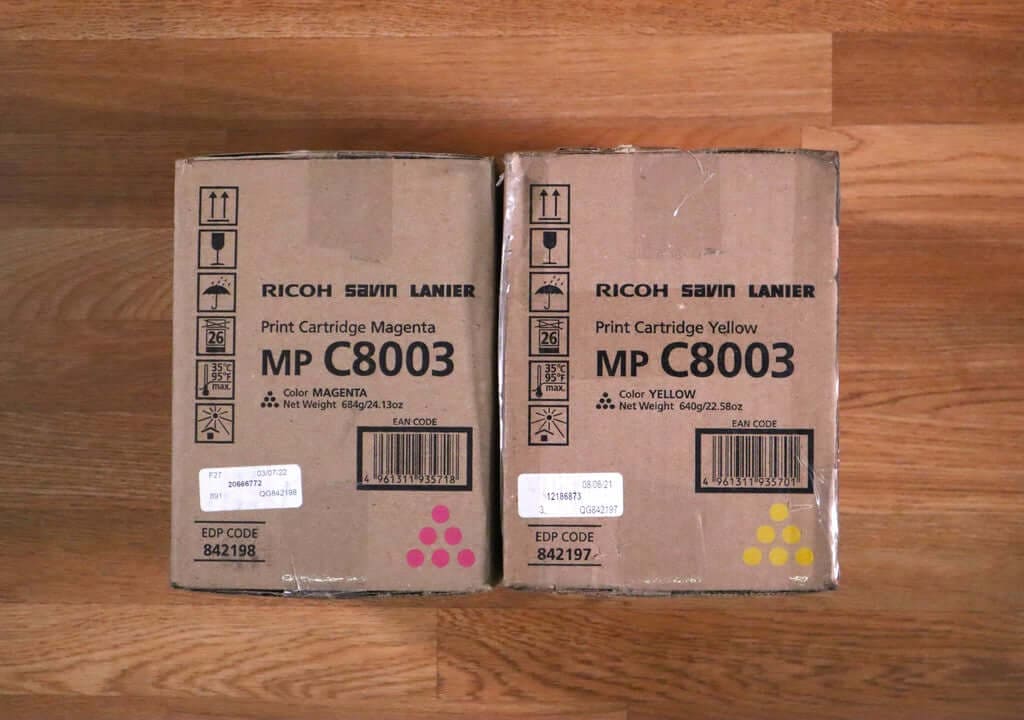 26
35°C
95°F
max.
RICOH savin LANIER
Print Cartridge Magenta
MP C8003
Color MAGENTA
Net Weight 684g/24.13oz
EAN CODE
4 961311 935718
F27 03/07/22
20666772
891 QG842198
EDP CODE
842198
26
35°C
95°F
max.
RICOH savin LANIER
Print Cartridge Yellow
MP C8003
Color YELLOW
Net Weight 640g/22.58oz
EAN CODE
4 961311 935701
08/06/21
12186873
3 QG842197
EDP CODE
842197